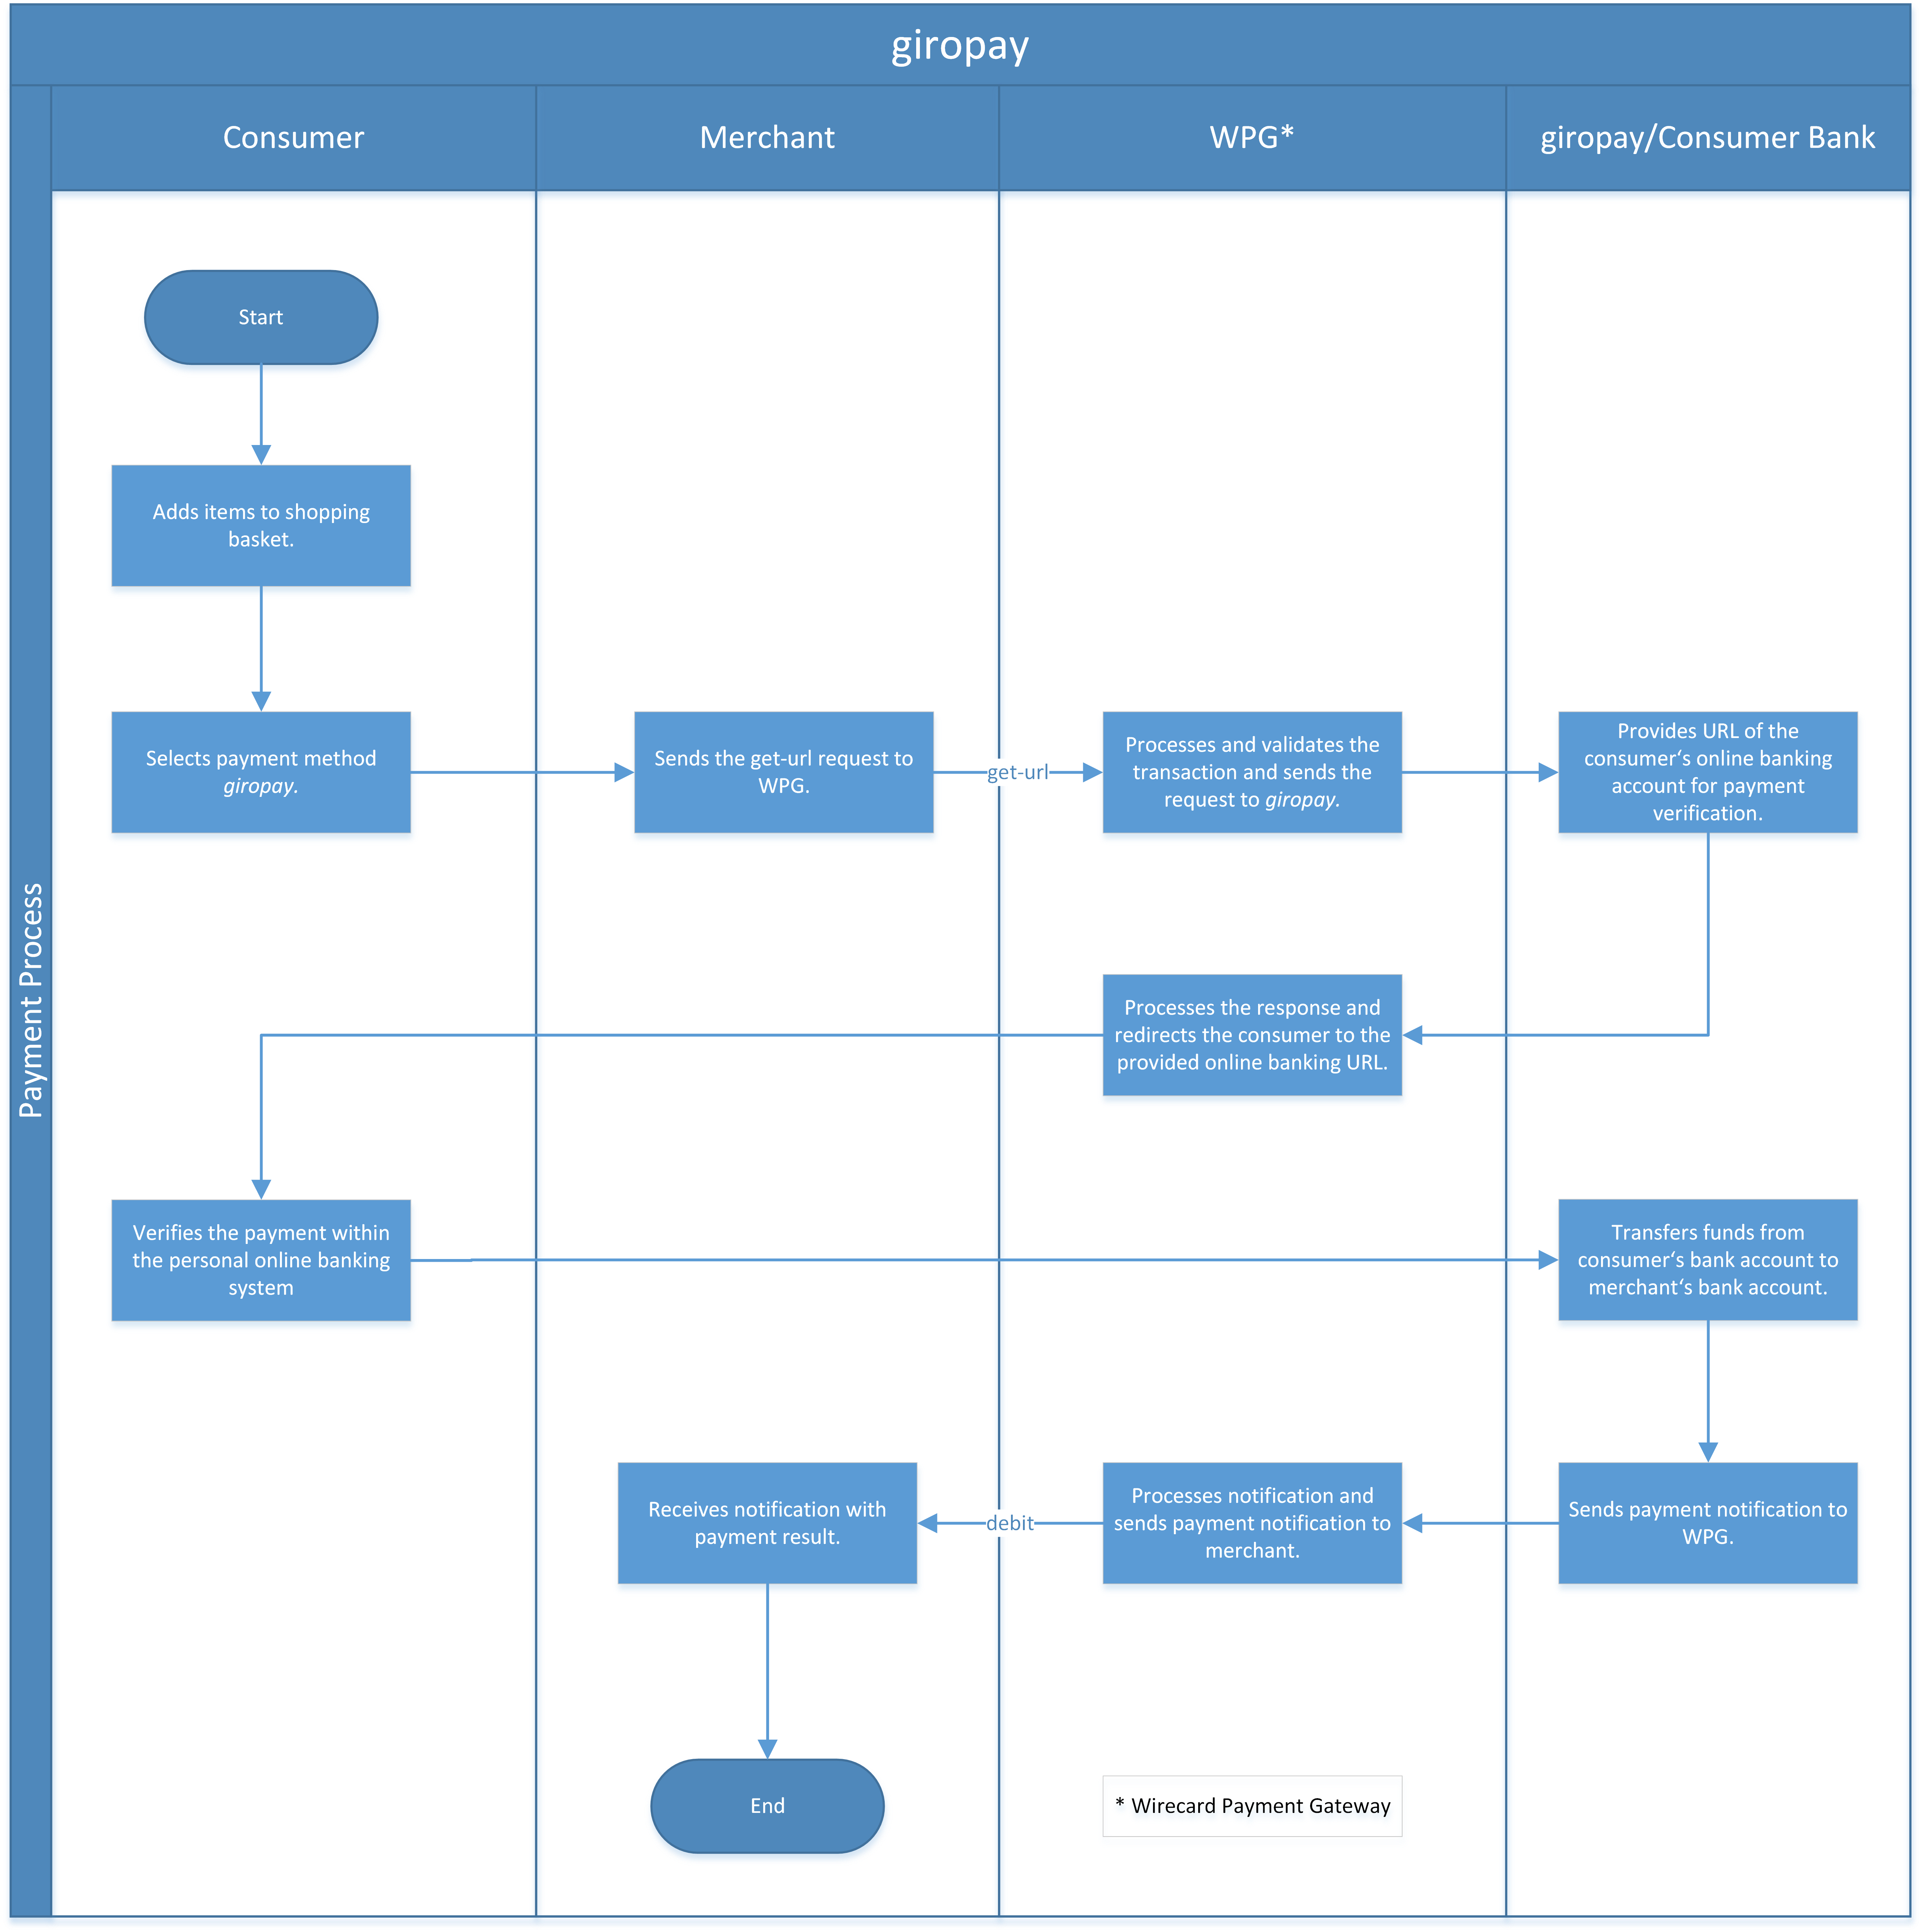 giropay
Payment Process
Consumer
Merchant
WPG*
giropay/Consumer Bank
Start
Adds items to shopping
basket.
Selects payment method
giropay.
Sends the get-url request to
WPG.
get-url
Processes and validates the
transaction and sends the
request to giropay.
Provides URL of the
consumer‘s online banking
account for payment
verification.
Processes the response and
redirects the consumer to the
provided online banking URL.
Verifies the payment within
the personal online banking
system
Transfers funds from
consumer‘s bank account to
merchant‘s bank account.
Sends payment notification to
WPG.
Processes notification and
sends payment notification to
merchant.
debit
Receives notification with
payment result.
End
* Wirecard Payment Gateway